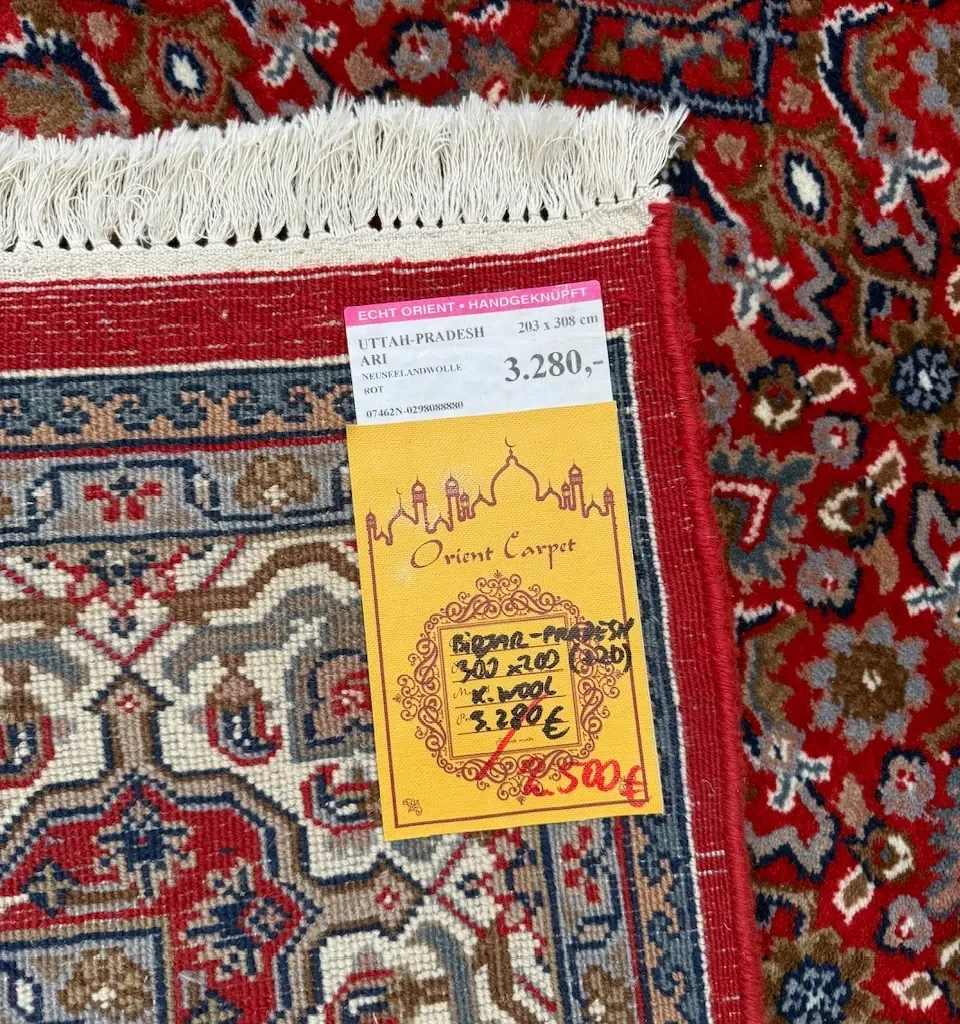 ECHT ORIENT • HANDGEKNÜPFT
UTTAH-PRADESH 203 x 308 cm
ARI
NEUSEELANDWOLLE 3.280,-
ROT
07462N-0298088880
Orient Carpet
BIDJAR-PRADESH
300 x 200 (320)
K. WOOL
3.280 €
2 500 €